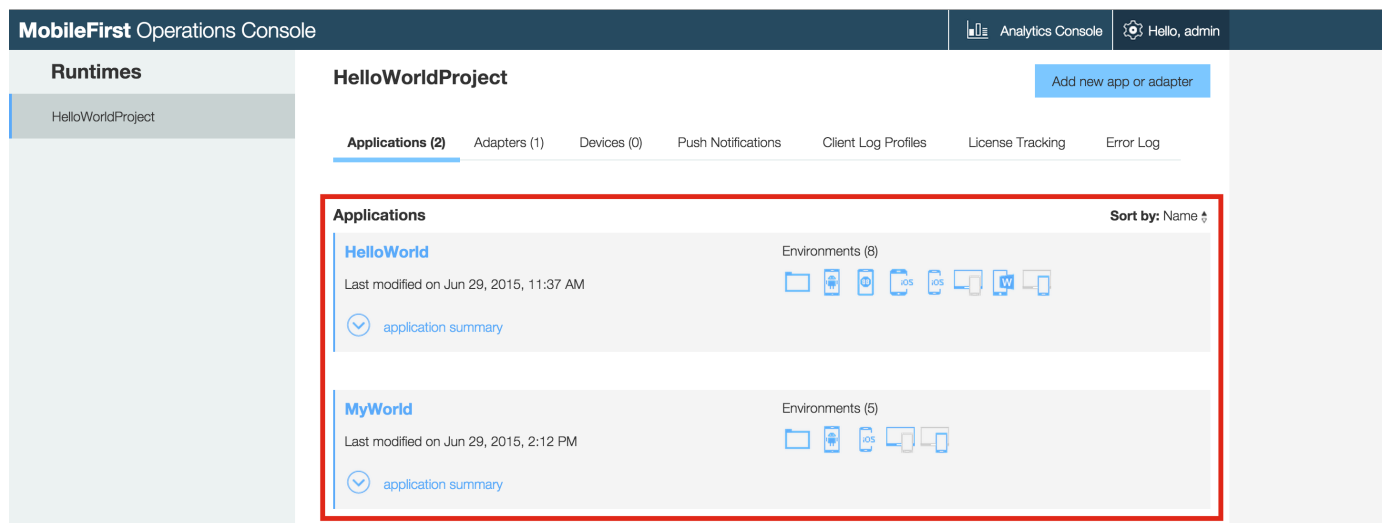 MobileFirst Operations Console
Analytics Console
Hello, admin
Runtimes
HelloWorldProject
HelloWorldProject
Add new app or adapter
Applications (2) Adapters (1) Devices (0) Push Notifications Client Log Profiles License Tracking Error Log
Applications
Sort by: Name
HelloWorld
Last modified on Jun 29, 2015, 11:37 AM
application summary
Environments (8)
iOS iOS W
MyWorld
Last modified on Jun 29, 2015, 2:12 PM
application summary
Environments (5)
iOS